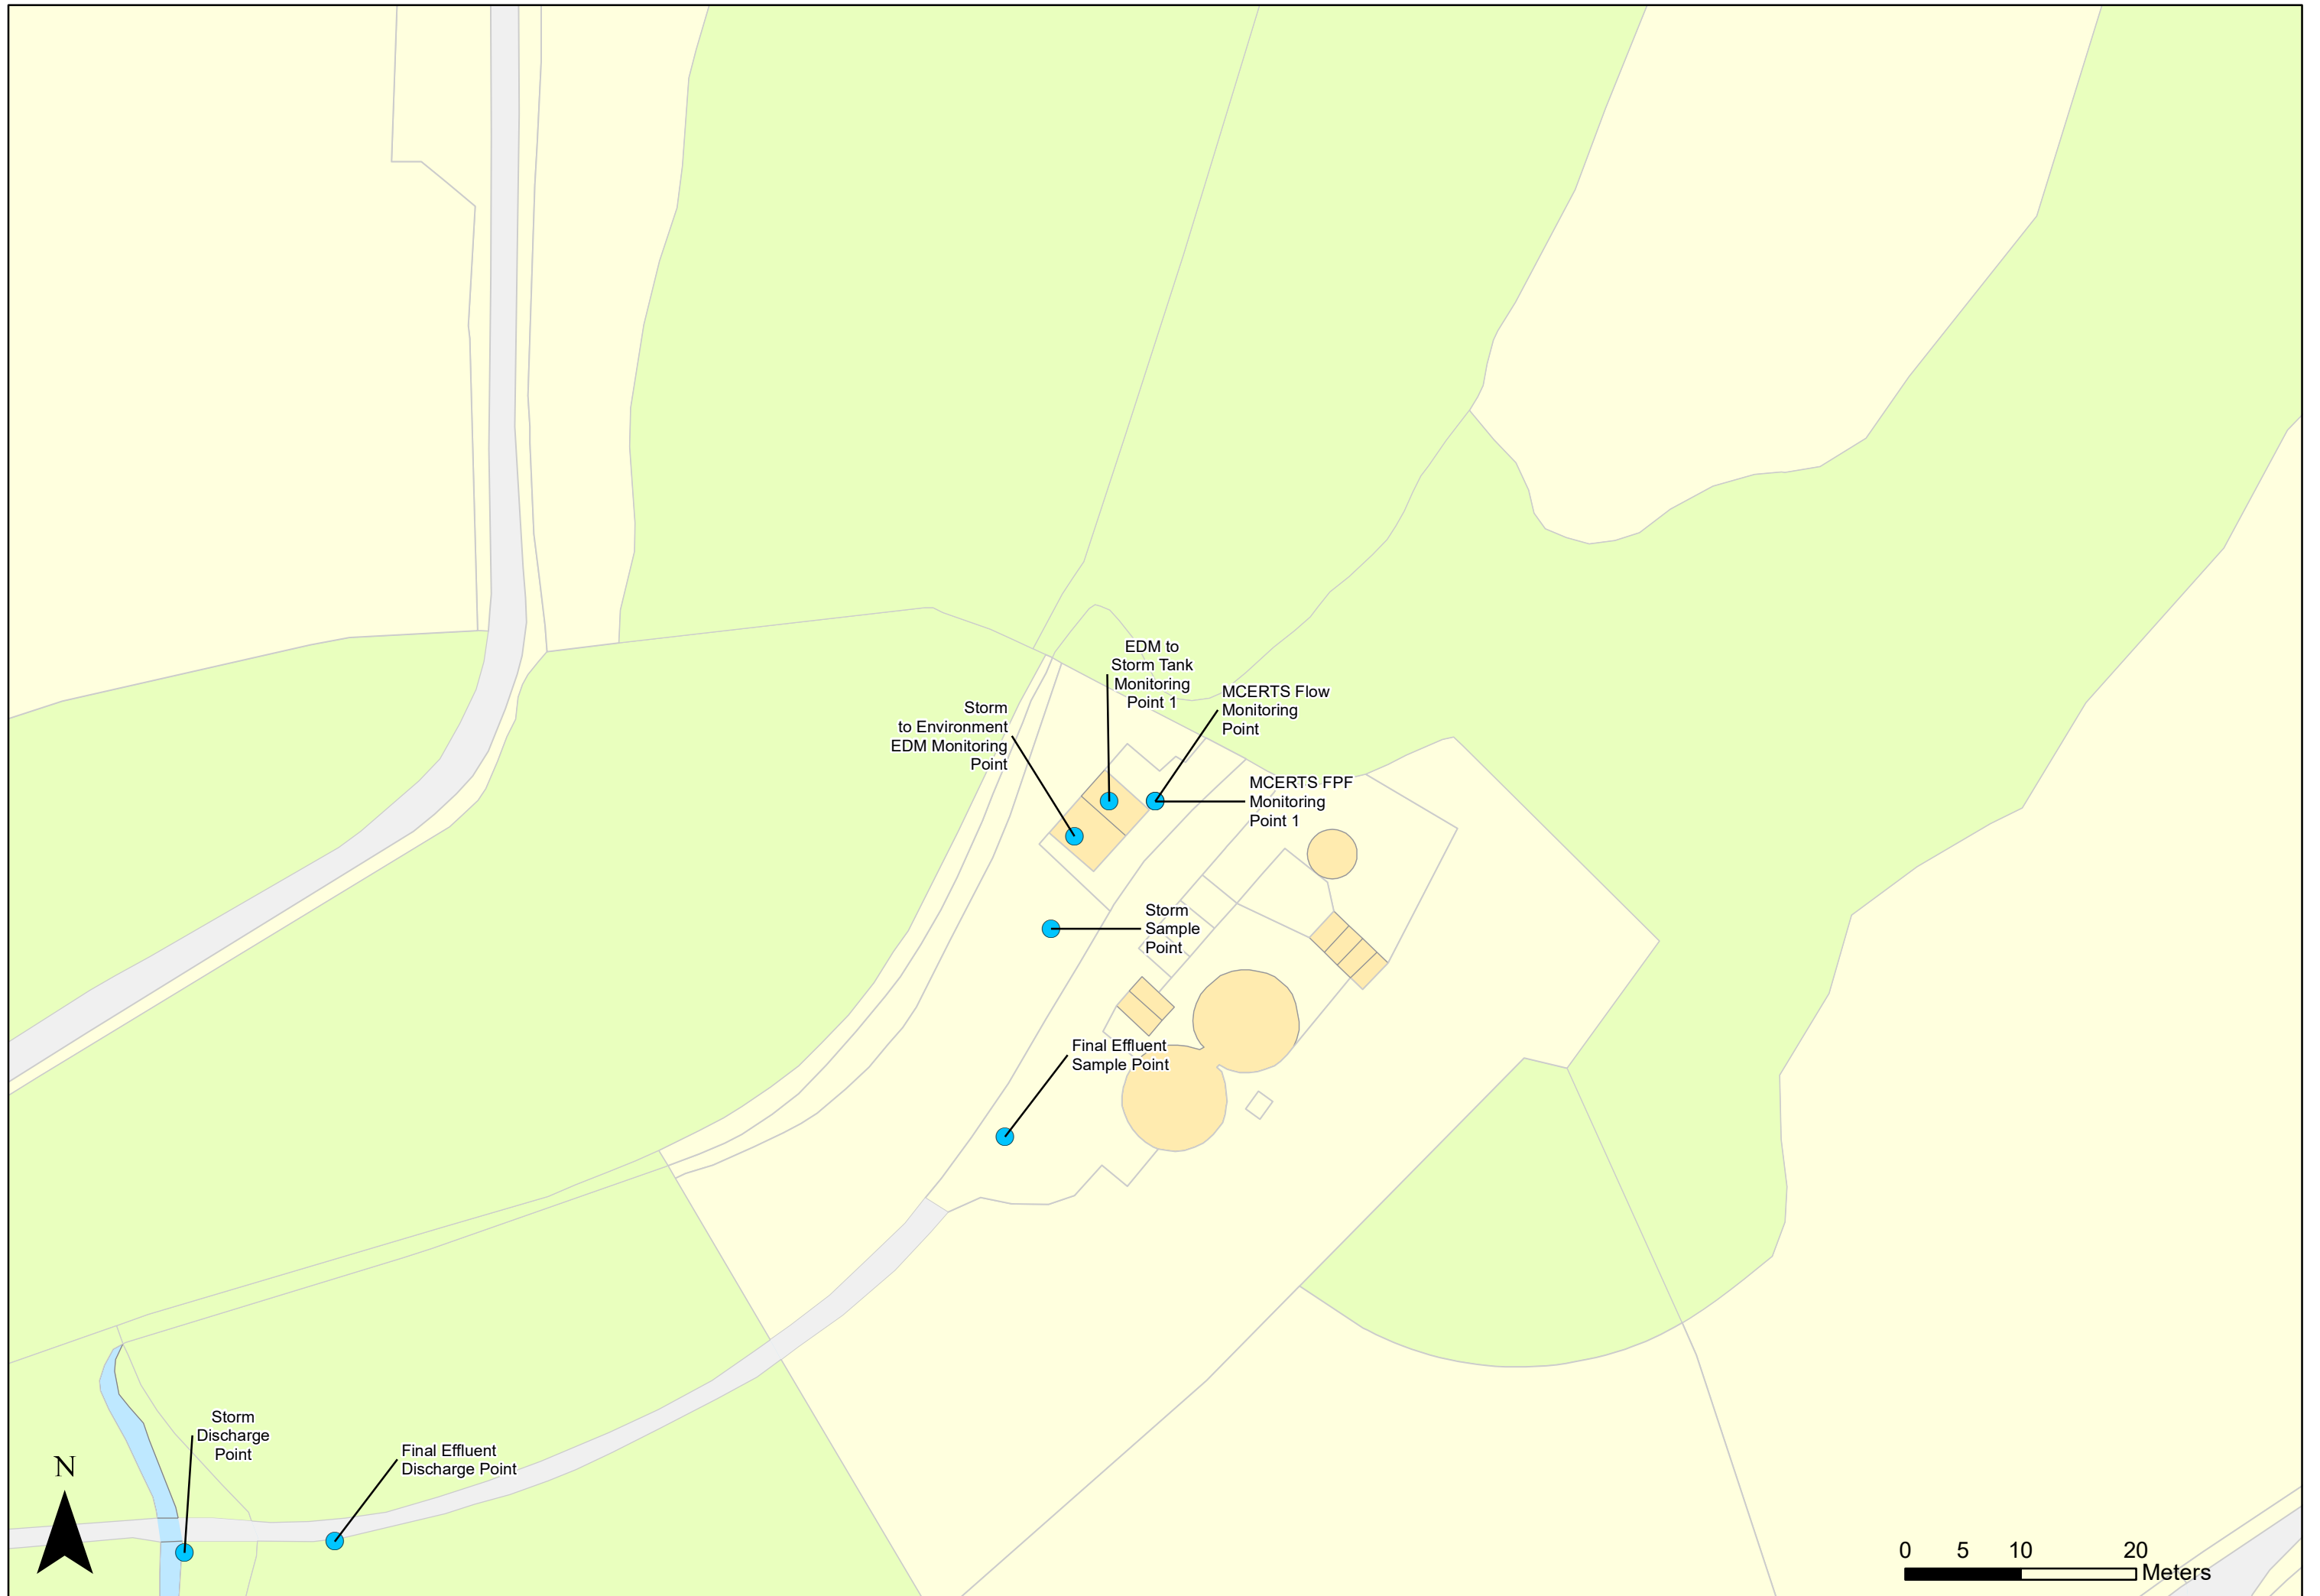 EDM to
Storm Tank
Monitoring
Point 1
MCERTS Flow
Monitoring
Point
Storm
to Environment
EDM Monitoring
Point
MCERTS FPF
Monitoring
Point 1
Storm
Sample
Point
Final Effluent
Sample Point
Storm
Discharge
Point
Final Effluent
Discharge Point
N
0 5 10 20
Meters